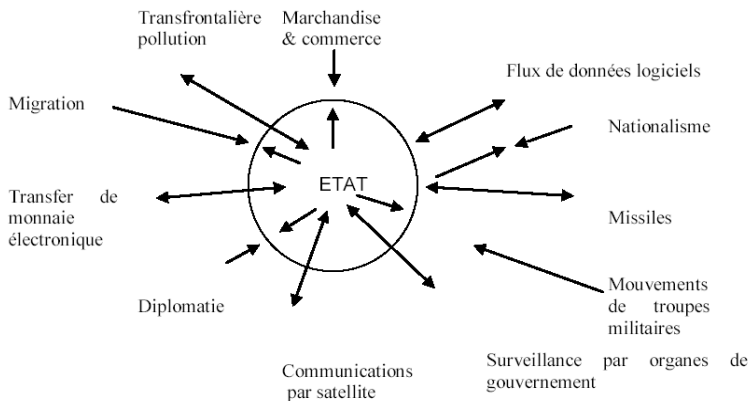 Transfrontalière
pollution
Marchandise
& commerce
Flux de données logiciels
Migration
Nationalisme
ETAT
Transfer de
monnaie
électronique
Missiles
Diplomatie
Mouvements
de troupes
militaires
Communications
par satellite
Surveillance par organes de
gouvernement